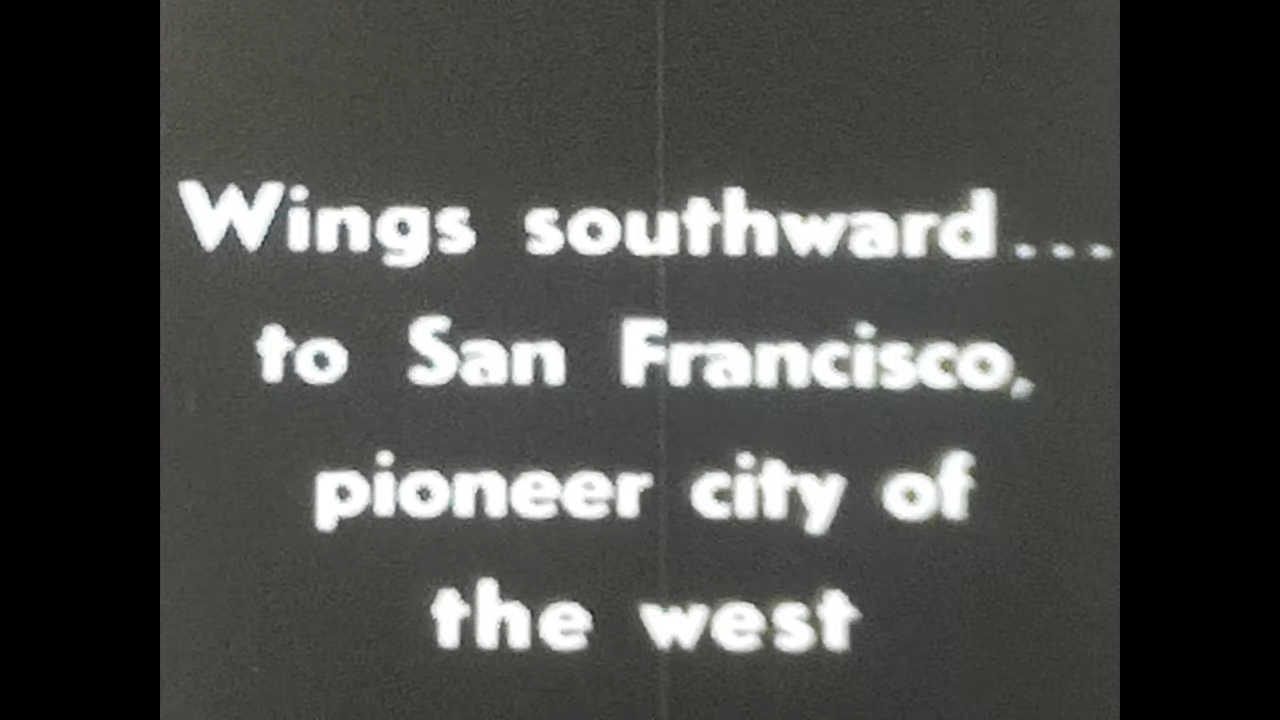 Wings southward...
to San Francisco,
pioneer city of
the west